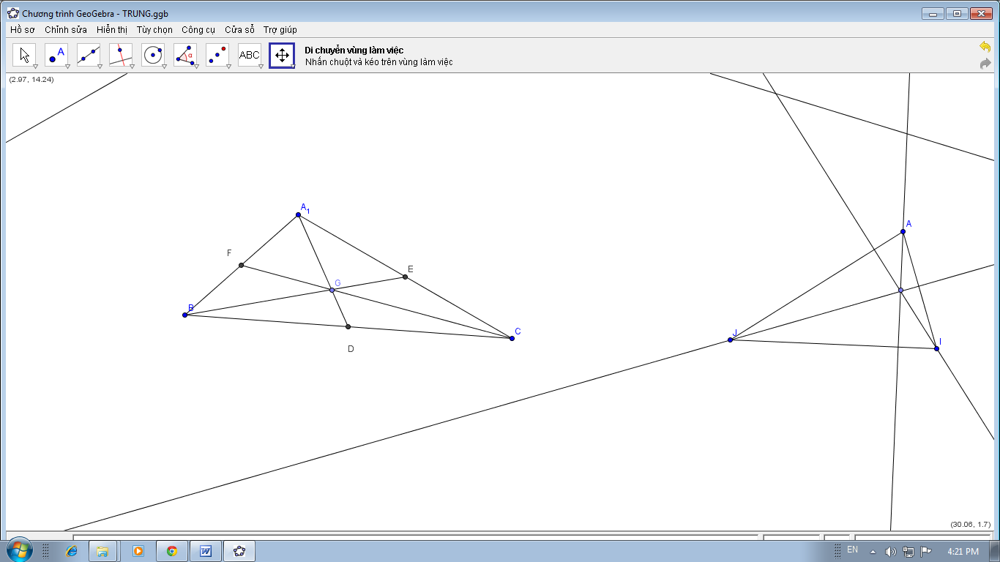 Chương trình GeoGebra - TRUNG.ggb
Hồ sơ Chỉnh sửa Hiển thị Tùy chọn Công cụ Cửa sổ Trợ giúp
A
α
ABC
Di chuyển vùng làm việc
Nhấn chuột và kéo trên vùng làm việc
(2.97, 14.24)
A1
A
F
E
G
B
C
J
I
D
(30.06, 1.7)
EN
4:21 PM